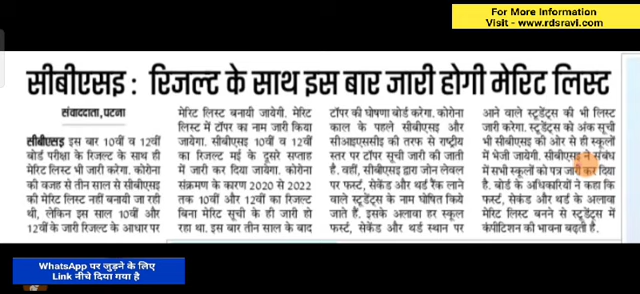 For More Information
Visit - www.rdsravi.com
सीबीएसइ : रिजल्ट के साथ इस बार जारी होगी मेरिट लिस्ट
संवाददाता, पटना
सीबीएसइ इस बार 10वीं व 12वीं
बोर्ड परीक्षा के रिजल्ट के साथ ही
मेरिट लिस्ट भी जारी करेगा. कोरोना
की वजह से तीन साल से सीबीएसइ
की मेरिट लिस्ट नहीं बनायी जा रही
थी, लेकिन इस साल 10वीं और
12वीं के जारी रिजल्ट के आधार पर
मेरिट लिस्ट बनायी जायेगी. मेरिट
लिस्ट में टॉपर का नाम जारी किया
जायेगा. सीबीएसइ 10वीं व 12वीं
का रिजल्ट मई के दूसरे सप्ताह
में जारी कर दिया जायेगा. कोरोना
संक्रमण के कारण 2020 से 2022
तक 10वीं और 12वीं का रिजल्ट
बिना मेरिट सूची के ही जारी हो
रहा था. इस बार तीन साल के बाद
टॉपर की घोषणा बोर्ड करेगा. कोरोना
काल के पहले सीबीएसइ और
सीआइएससीइ की तरफ से राष्ट्रीय
स्तर पर टॉपर सूची जारी की जाती
है. वहीं, सीबीएसइ द्वारा जोन लेवल
पर फर्स्ट, सेकेंड और थर्ड रैंक लाने
वाले स्टूडेंट्स के नाम घोषित किये
जाते हैं. इसके अलावा हर स्कूल
फर्स्ट, सेकेंड और थर्ड स्थान पर
आने वाले स्टूडेंट्स की भी लिस्ट
जारी करेगा. स्टूडेंट्स को अंक सूची
भी सीबीएसइ की ओर से ही स्कूलों
में भेजी जायेगी. सीबीएसइ ने संबंध
में सभी स्कूलों को पत्र जारी कर दिया
है. बोर्ड के अधिकारियों ने कहा कि
फर्स्ट, सेकंड और थर्ड के अलावा
मेरिट लिस्ट बनने से स्टूडेंट्स में
कंपीटिशन की भावना बढ़ती है.
WhatsApp पर जुड़ने के लिए
Link नीचे दिया गया है